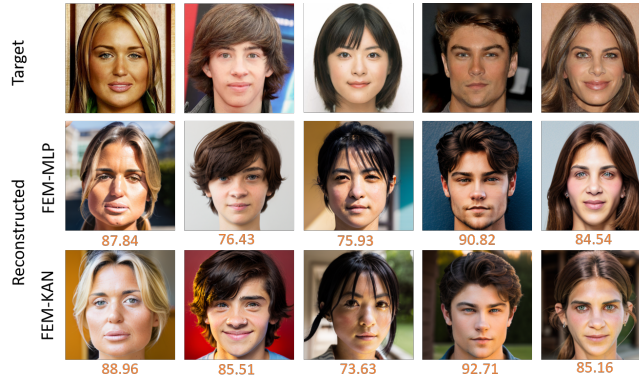 Target
Reconstructed
FEM-MLP
87.84 76.43 75.93 90.82 84.54
FEM-KAN
88.96 85.51 73.63 92.71 85.16